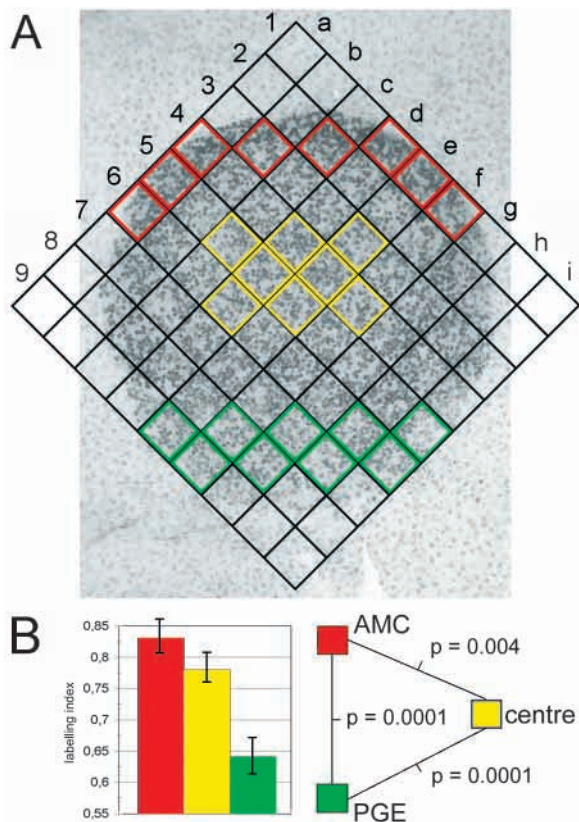 A
1 a
2 b
3 c
4 d
5 e
6 f
7 g
8 h
9 i
B
0,85
0,8
0,75
0,7
0,65
0,6
0,55
labelling index
AMC
p = 0.004
p = 0.0001
centre
p = 0.0001
PGE